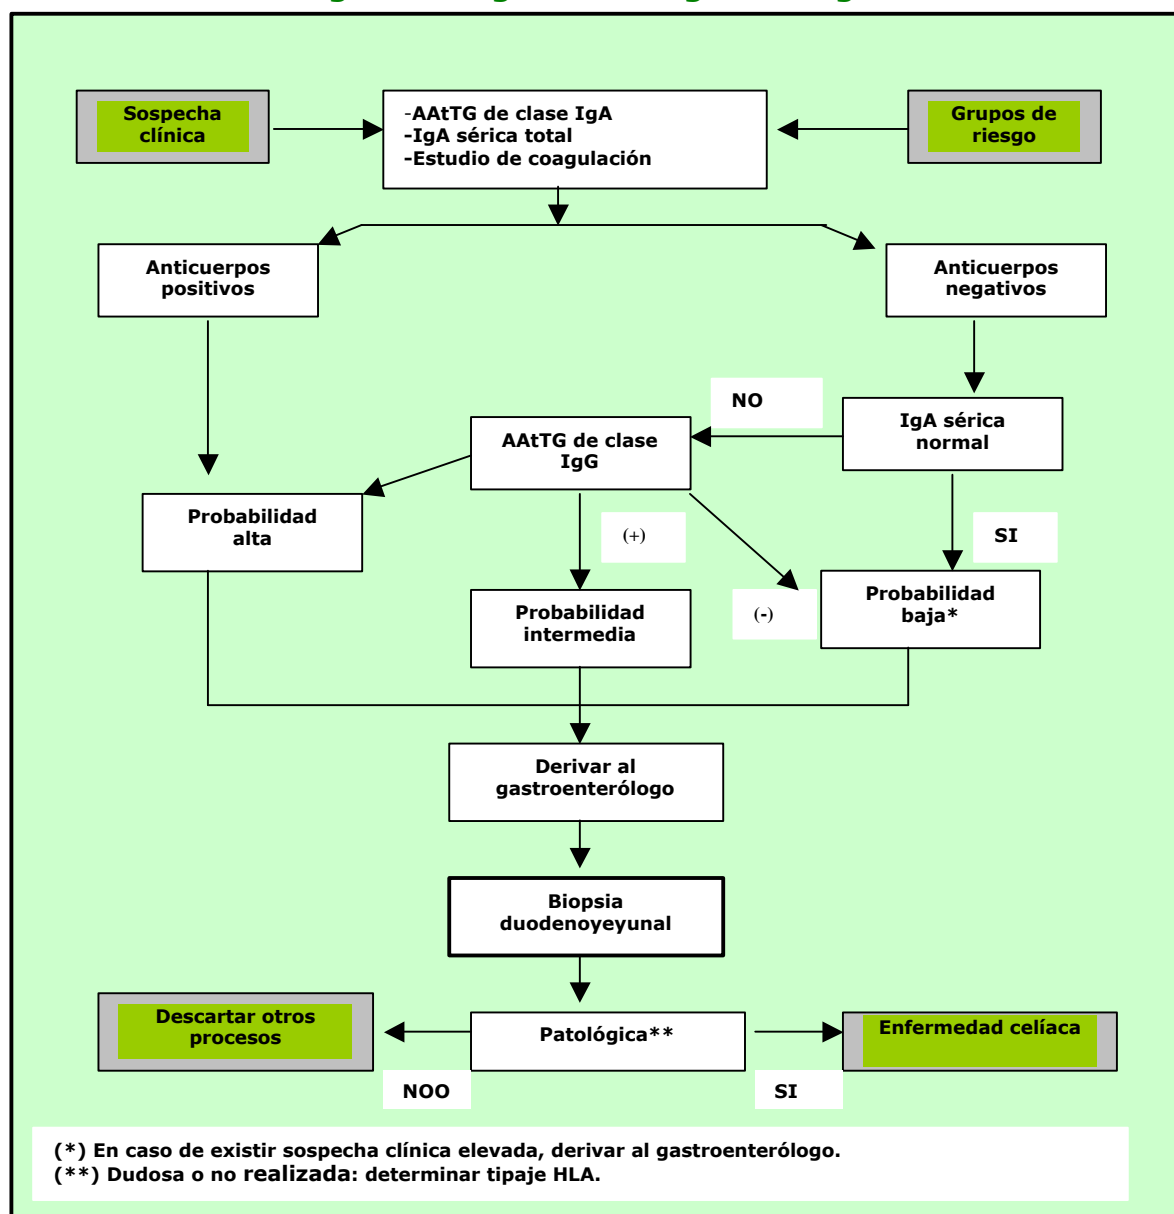 Sospecha
clínica
-AAtTG de clase IgA
-IgA sérica total
-Estudio de coagulación
Grupos de
riesgo
Anticuerpos
positivos
Anticuerpos
negativos
NO
IgA sérica
normal
AAtTG de clase
IgG
Probabilidad
alta
(+)
SI
Probabilidad
intermedia
(-)
Probabilidad
baja*
Derivar al
gastroenterólogo
Biopsia
duodenoyeyunal
Descartar otros
procesos
Patológica**
Enfermedad celíaca
NOO
SI
(*) En caso de existir sospecha clínica elevada, derivar al gastroenterólogo.
(**) Dudosa o no realizada: determinar tipaje HLA.